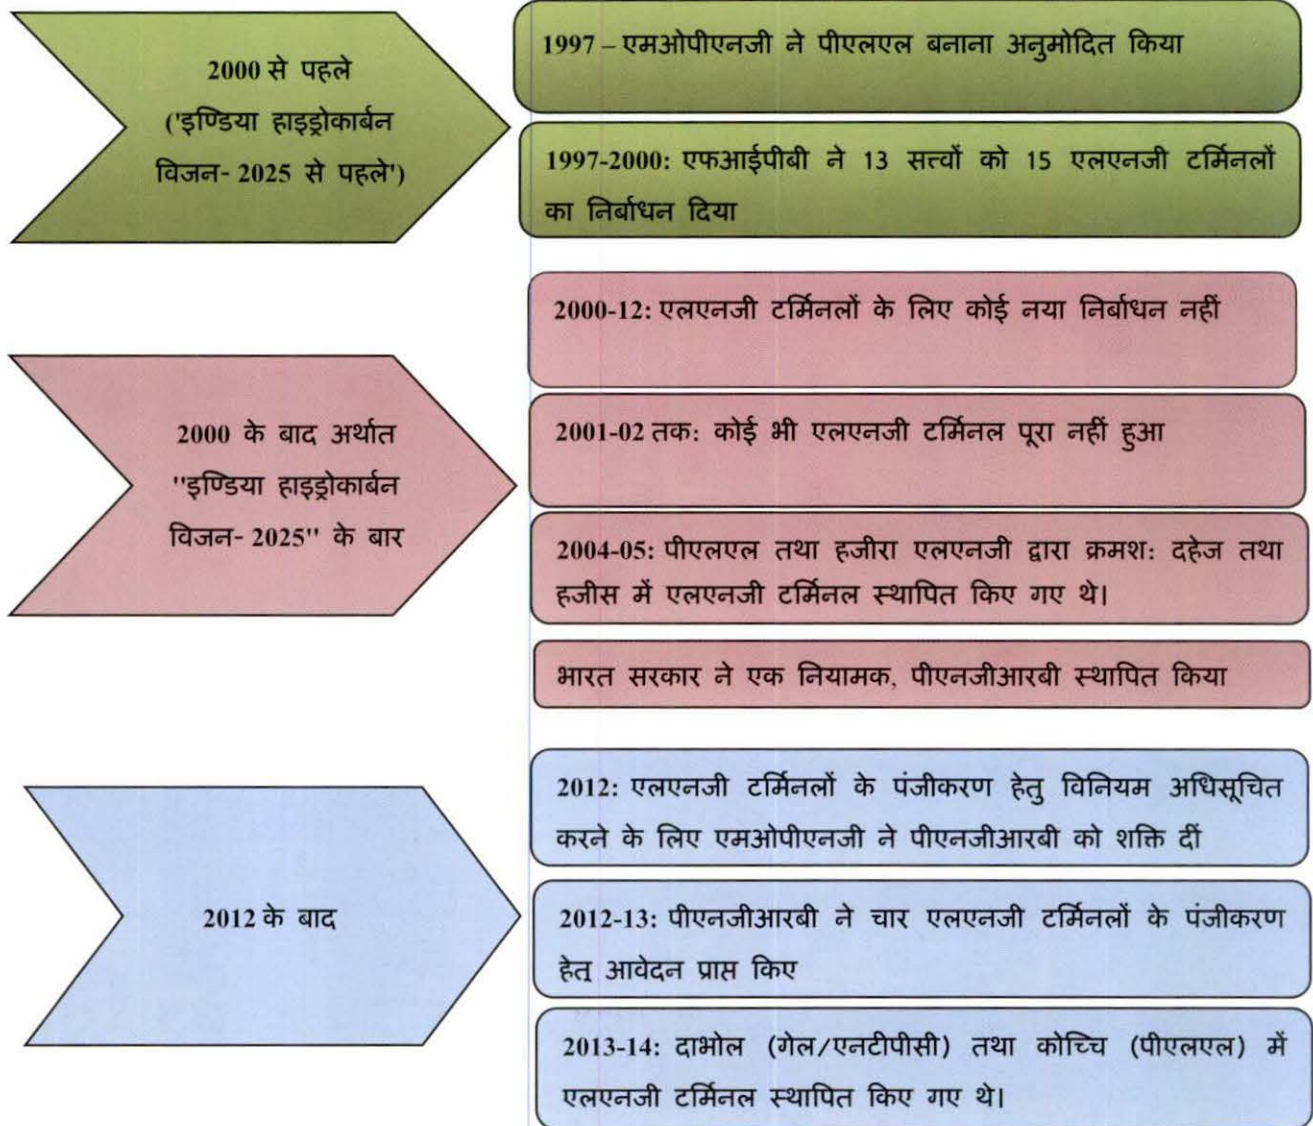 2000 से पहले
('इण्डिया हाइड्रोकार्बन
विजन- 2025 से पहले')
1997 – एमओपीएनजी ने पीएलएल बनाना अनुमोदित किया
1997-2000: एफआईपीबी ने 13 सत्त्वों को 15 एलएनजी टर्मिनलों
का निर्बाधन दिया
2000 के बाद अर्थात
''इण्डिया हाइड्रोकार्बन
विजन- 2025'' के बार
2000-12: एलएनजी टर्मिनलों के लिए कोई नया निर्बाधन नहीं
2001-02 तक: कोई भी एलएनजी टर्मिनल पूरा नहीं हुआ
2004-05: पीएलएल तथा हजीरा एलएनजी द्वारा क्रमश: दहेज तथा
हजीस में एलएनजी टर्मिनल स्थापित किए गए थे।
भारत सरकार ने एक नियामक, पीएनजीआरबी स्थापित किया
2012 के बाद
2012: एलएनजी टर्मिनलों के पंजीकरण हेतु विनियम अधिसूचित
करने के लिए एमओपीएनजी ने पीएनजीआरबी को शक्ति दीं
2012-13: पीएनजीआरबी ने चार एलएनजी टर्मिनलों के पंजीकरण
हेतु आवेदन प्राप्त किए
2013-14: दाभोल (गेल/एनटीपीसी) तथा कोच्चि (पीएलएल) में
एलएनजी टर्मिनल स्थापित किए गए थे।